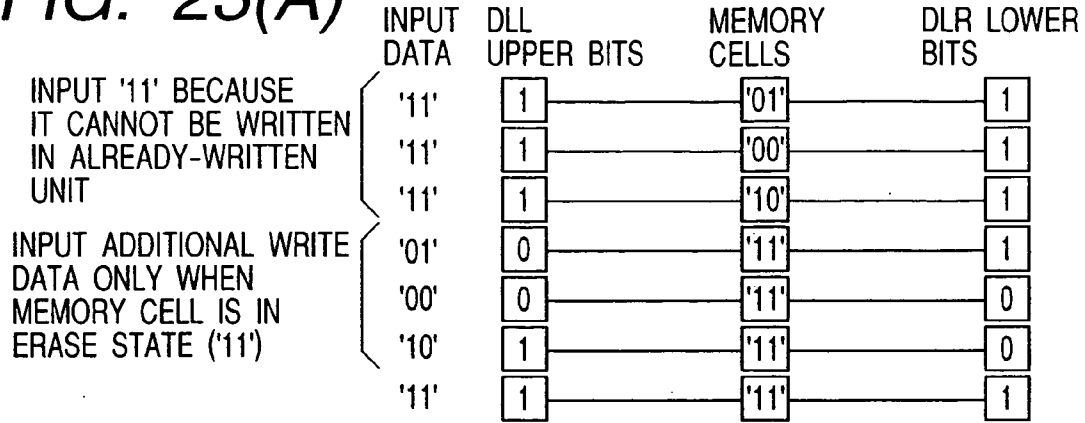 FIG. 23(A)
INPUT DATA DLL UPPER BITS MEMORY CELLS DLR LOWER BITS
INPUT '11' BECAUSE
IT CANNOT BE WRITTEN
IN ALREADY-WRITTEN
UNIT
'11' 1 '01' 1
'11' 1 '00' 1
'11' 1 '10' 1
INPUT ADDITIONAL WRITE
DATA ONLY WHEN
MEMORY CELL IS IN
ERASE STATE ('11')
'01' 0 '11' 1
'00' 0 '11' 0
'10' 1 '11' 0
'11' 1 '11' 1